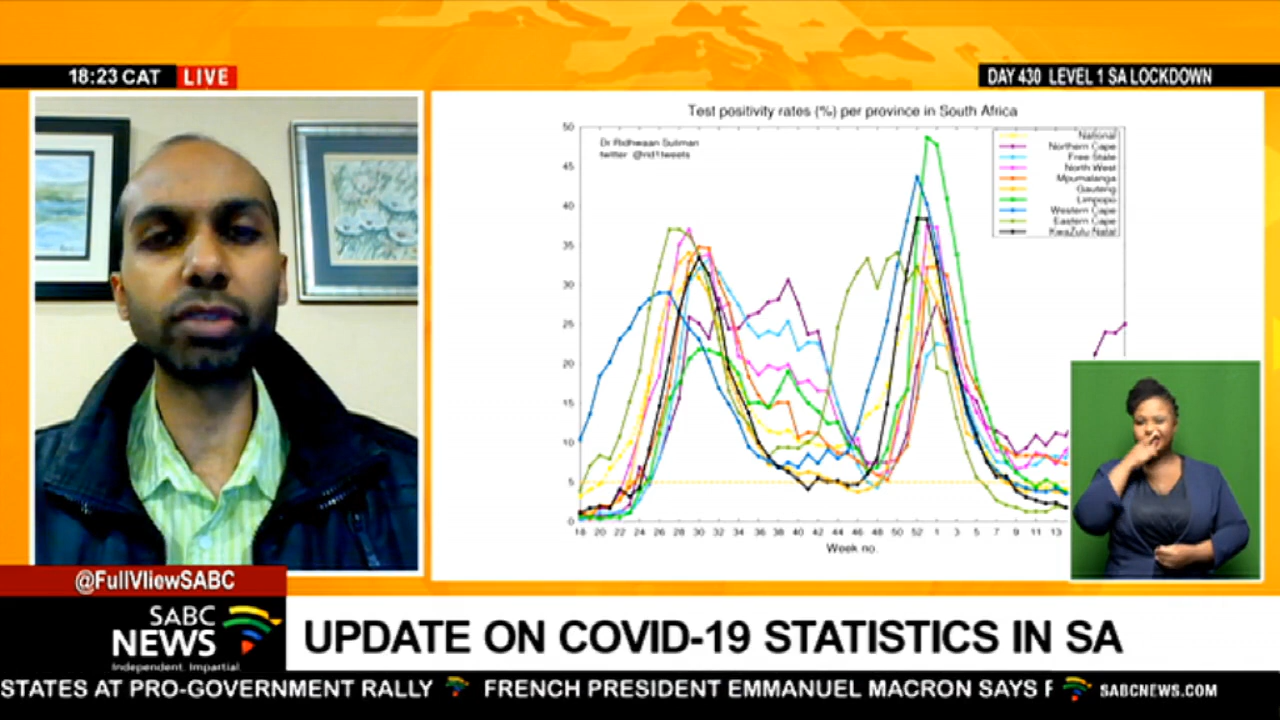 18:23 CAT LIVE
DAY 430 LEVEL 1 SA LOCKDOWN
Test positivity rates (%) per province in South Africa
Dr Ridhwaan Suliman
twitter @rid1tweets
National
Northern Cape
Free State
North West
Mpumalanga
Gauteng
Limpopo
Western Cape
Eastern Cape
KwaZulu Natal
50
45
40
35
30
25
20
15
10
5
0
18 20 22 24 26 28 30 32 34 36 38 40 42 44 46 48 50 52 1 3 5 7 9 11 13
Week no.
@FullVIiewSABC
SABC
NEWS
Independent. Impartial.
UPDATE ON COVID-19 STATISTICS IN SA
STATES AT PRO-GOVERNMENT RALLY FRENCH PRESIDENT EMMANUEL MACRON SAYS
SABCNEWS.COM